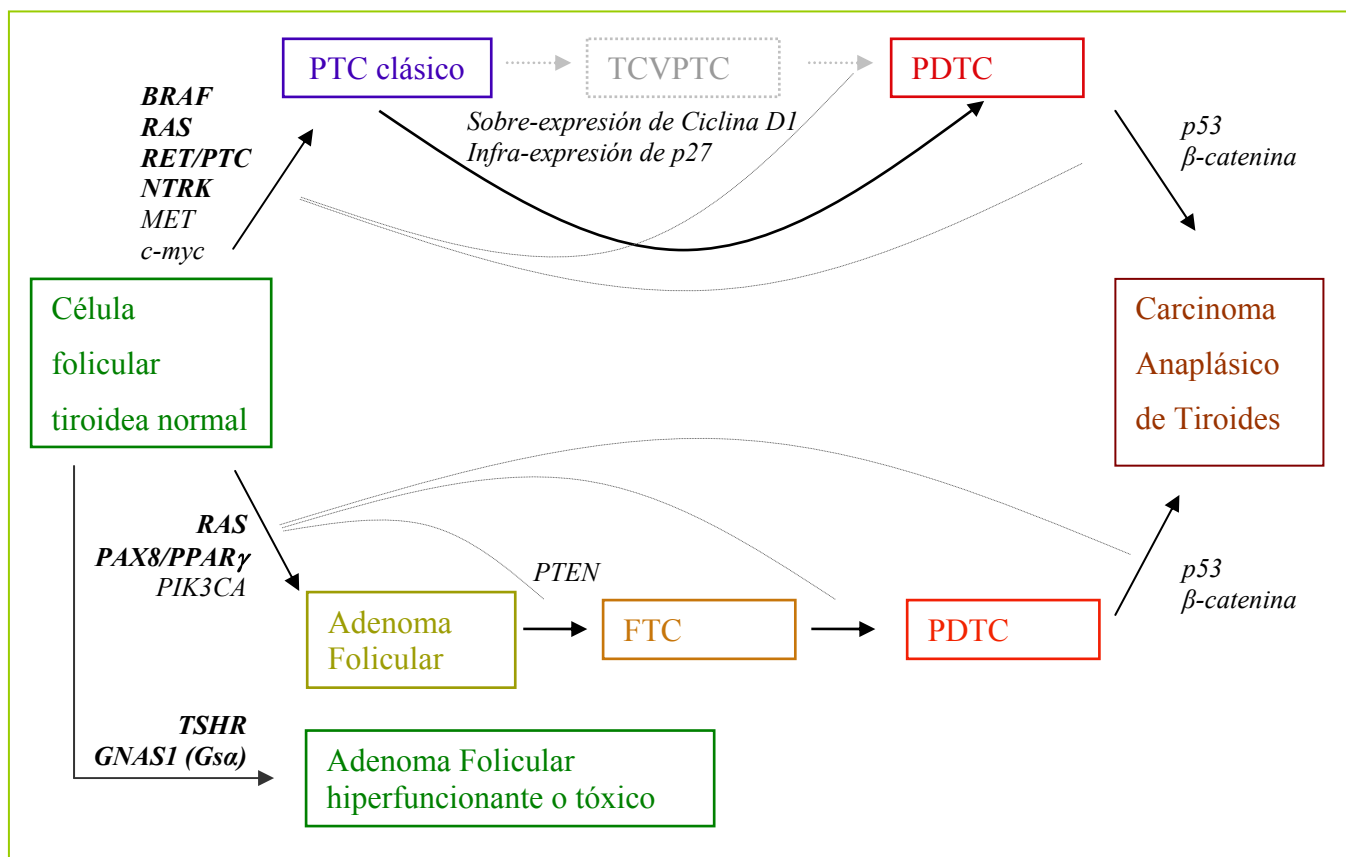 PTC clásico
TCVPTC
PDTC
BRAF
RAS
RET/PTC
NTRK
MET
c-myc
Sobre-expresión de Ciclina D1
Infra-expresión de p27
p53
β-catenina
Célula
folicular
tiroidea normal
Carcinoma
Anaplásico
de Tiroides
RAS
PAX8/PPARγ
PIK3CA
PTEN
p53
β-catenina
Adenoma
Folicular
FTC
PDTC
TSHR
GNAS1 (Gsα)
Adenoma Folicular
hiperfuncionante o tóxico